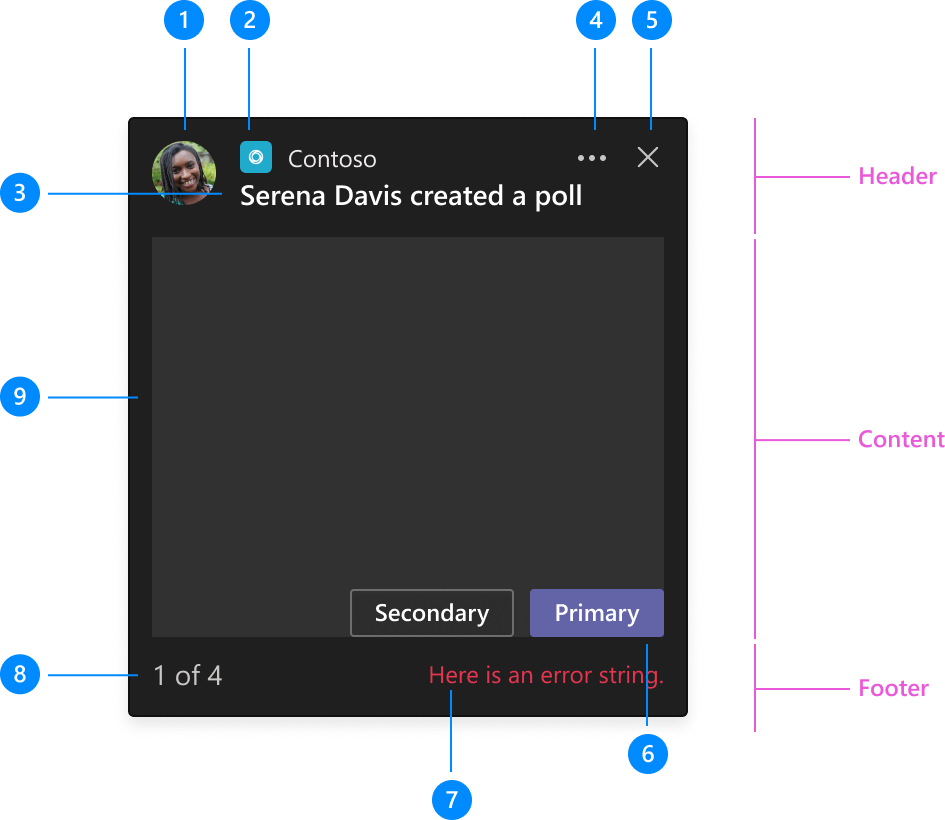 1
2
4
5
Contoso
Header
3
Serena Davis created a poll
9
Content
Secondary
Primary
8
1 of 4
Here is an error string.
Footer
6
7